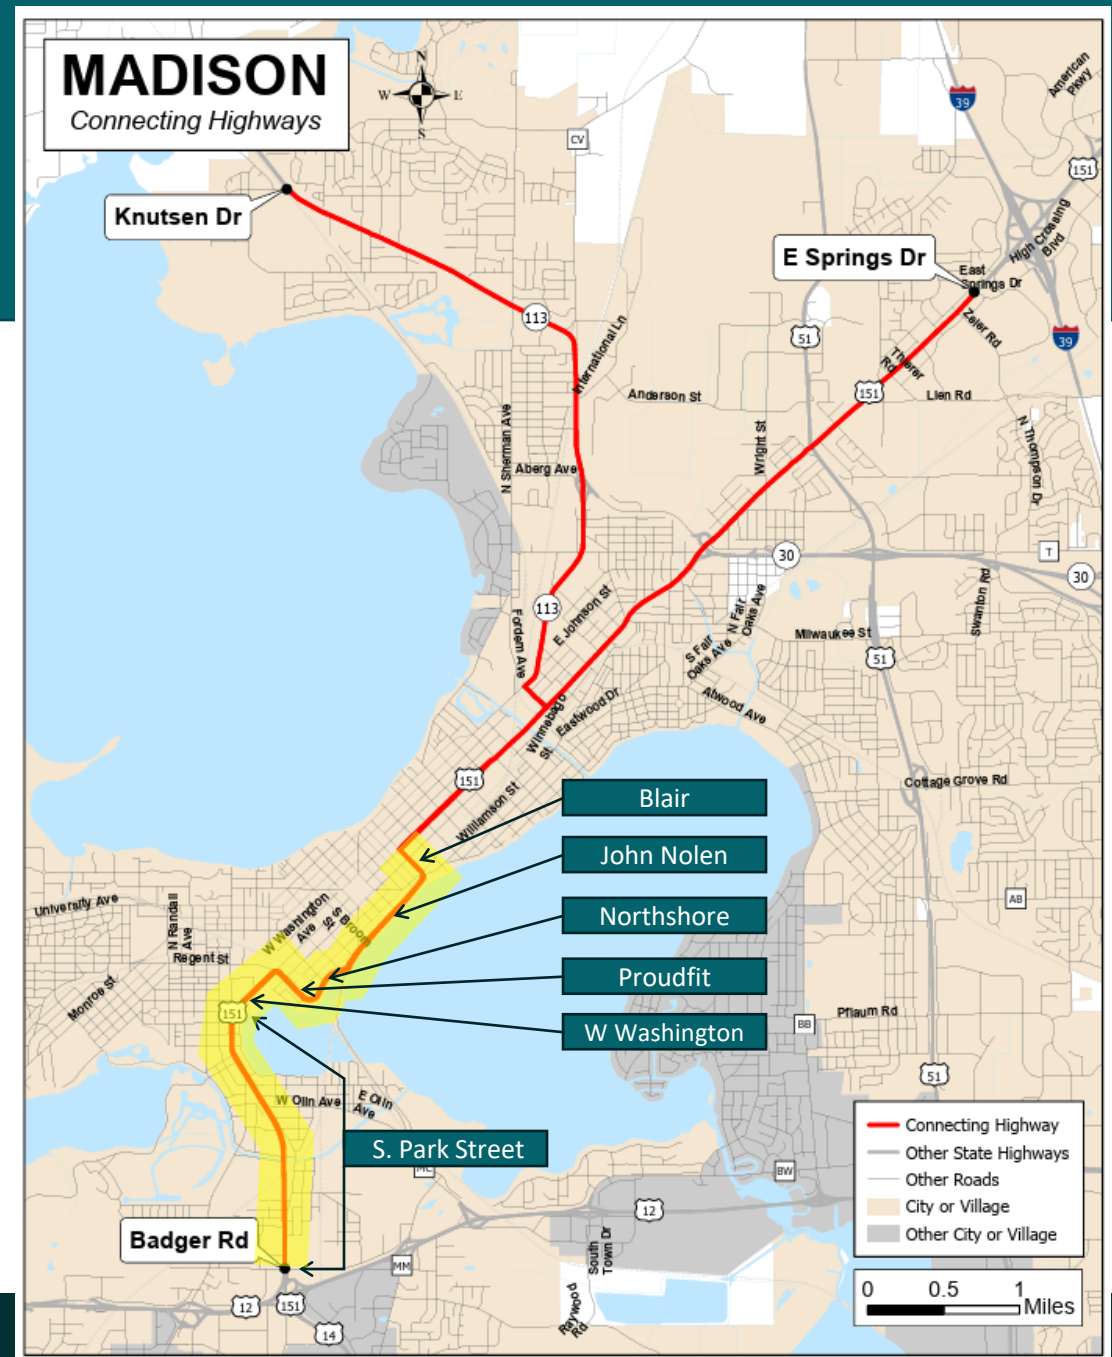 MADISON
Connecting Highways
N
W
E
S
CV
39
American
Pkwy
151
Knutsen Dr
E Springs Dr
High Crossing
Blvd
East
Springs Dr
113
International Ln
51
Zeier Rd
39
Thierer
Rd
151
Anderson St
Lien Rd
N Sherman Ave
Wright St
N Thompson Dr
Aberg Ave
30
T
30
113
E Johnson St
N Fair
Oaks Ave
Swanton Rd
Fordem Ave
Milwaukee St
S Fair
Oaks Ave
51
Winnebago
St
Eastwood Dr
Atwood Ave
151
Cottage Grove Rd
Williamson St
Blair
John Nolen
University Ave
N Randall
Ave
W Washington
Ave
S Broom
St
AB
Northshore
Regent St
Monroe St
Proudfit
151
W Washington
BB
Pflaum Rd
51
W Olin Ave
E Olin
Ave
S. Park Street
MC
BW
Connecting Highway
Other State Highways
Other Roads
City or Village
Other City or Village
12
Badger Rd
South
Town Dr
MM
12
151
14
Raywood
Rd
0
0.5
1
Miles